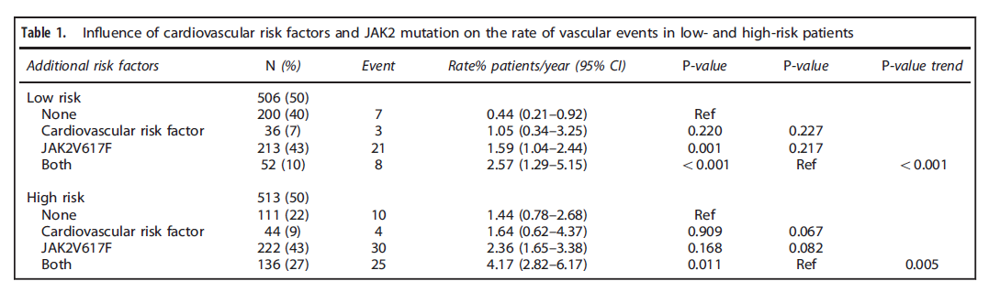 Table 1. Influence of cardiovascular risk factors and JAK2 mutation on the rate of vascular events in low- and high-risk patients
Additional risk factors N (%) Event Rate% patients/year (95% CI) P-value P-value P-value trend
Low risk 506 (50)
None 200 (40) 7 0.44 (0.21–0.92) Ref
Cardiovascular risk factor 36 (7) 3 1.05 (0.34–3.25) 0.220 0.227
JAK2V617F 213 (43) 21 1.59 (1.04–2.44) 0.001 0.217
Both 52 (10) 8 2.57 (1.29–5.15) <0.001 Ref <0.001
High risk 513 (50)
None 111 (22) 10 1.44 (0.78–2.68) Ref
Cardiovascular risk factor 44 (9) 4 1.64 (0.62–4.37) 0.909 0.067
JAK2V617F 222 (43) 30 2.36 (1.65–3.38) 0.168 0.082
Both 136 (27) 25 4.17 (2.82–6.17) 0.011 Ref 0.005